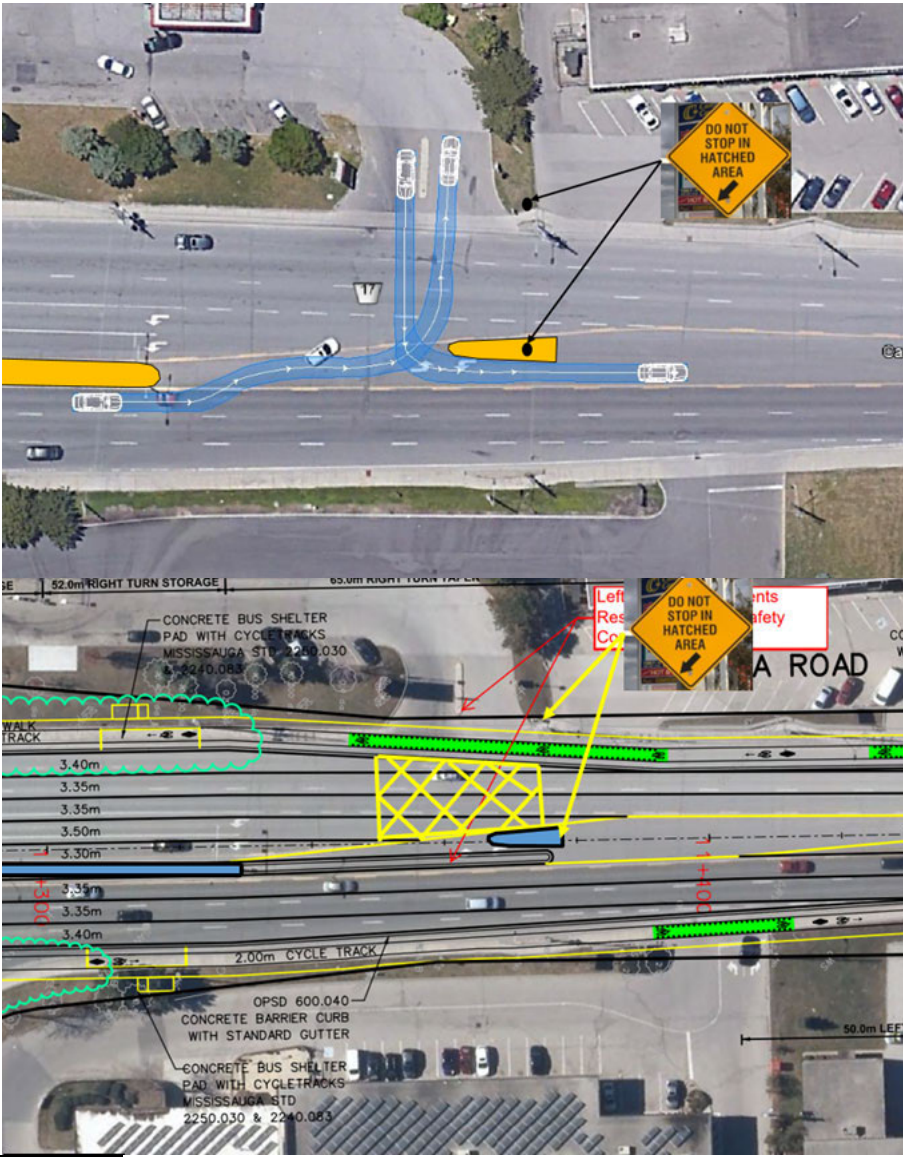 DO NOT
STOP IN
HATCHED
AREA
17
52.0m RIGHT TURN STORAGE
65.0m RIGHT TURN TAPER
CONCRETE BUS SHELTER
PAD WITH CYCLETRACKS
MISSISSAUGA STD 2250.030
& 2240.083
Left
ents
Res
afety
Co
DO NOT
STOP IN
HATCHED
AREA
A ROAD
WALK
TRACK
3.40m
3.35m
3.35m
3.50m
3.30m
3.35m
3.35m
3.40m
1+300
1+400
2.00m CYCLE TRACK
OPSD 600.040
CONCRETE BARRIER CURB
WITH STANDARD GUTTER
50.0m LEF
CONCRETE BUS SHELTER
PAD WITH CYCLETRACKS
MISSISSAUGA STD
2250.030 & 2240.083